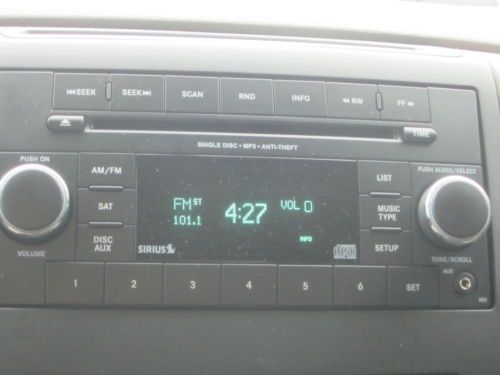 SEEK SEEK SCAN RND INFO RW FF
TIME
SINGLE DISC • MP3 • ANTI-THEFT
PUSH ON
VOLUME
AM/FM
SAT
DISC AUX
FM ST
101.1
4:27
VOL 0
INFO
SIRIUS
LIST
MUSIC TYPE
SETUP
PUSH AUDIO/SELECT
TUNE/SCROLL
1 2 3 4 5 6 SET
AUX